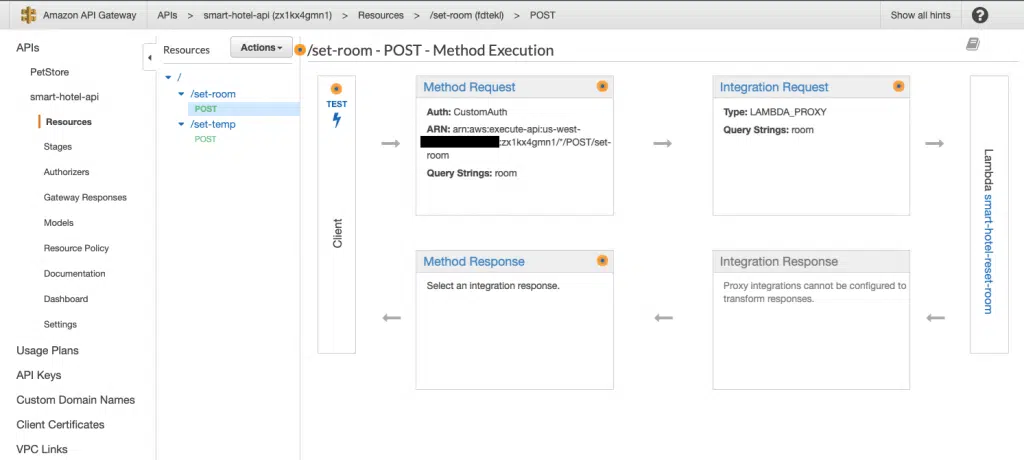 Amazon API Gateway
APIs > smart-hotel-api (zx1kx4gmn1) > Resources > /set-room (fdtekl) > POST
Show all hints
?
APIs
PetStore
smart-hotel-api
Resources
Stages
Authorizers
Gateway Responses
Models
Resource Policy
Documentation
Dashboard
Settings
Usage Plans
API Keys
Custom Domain Names
Client Certificates
VPC Links
Resources
Actions
/
/set-room
POST
/set-temp
POST
/set-room - POST - Method Execution
TEST
Client
Method Request
Auth: CustomAuth
ARN: arn:aws:execute-api:us-west-
:zx1kx4gmn1/*/POST/set-
room
Query Strings: room
Integration Request
Type: LAMBDA_PROXY
Query Strings: room
Lambda smart-hotel-reset-room
Method Response
Select an integration response.
Integration Response
Proxy integrations cannot be configured to
transform responses.